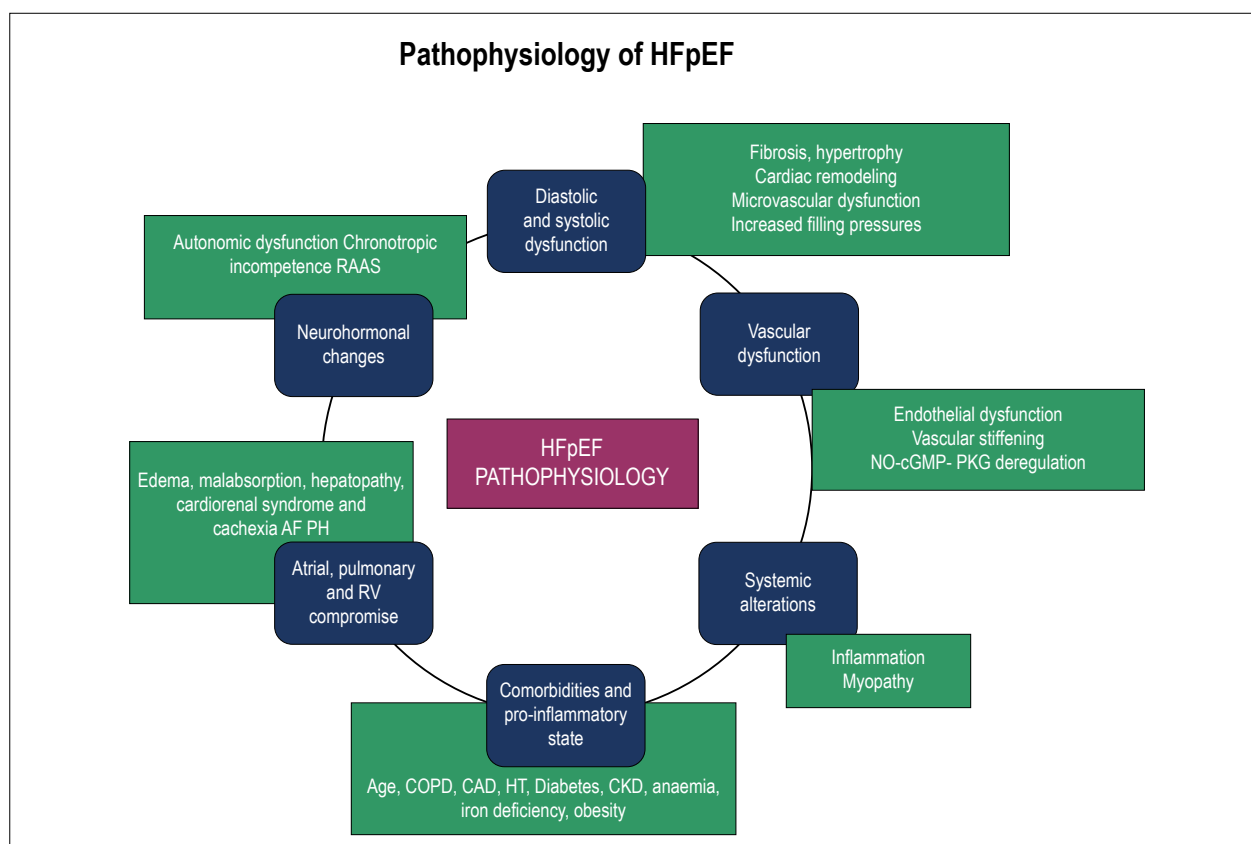 Pathophysiology of HFpEF
Diastolic
and systolic
dysfunction
Fibrosis, hypertrophy
Cardiac remodeling
Microvascular dysfunction
Increased filling pressures
Vascular
dysfunction
Endothelial dysfunction
Vascular stiffening
NO-cGMP- PKG deregulation
Systemic
alterations
Inflammation
Myopathy
Comorbidities and
pro-inflammatory
state
Age, COPD, CAD, HT, Diabetes, CKD, anaemia,
iron deficiency, obesity
Atrial, pulmonary
and RV
compromise
Edema, malabsorption, hepatopathy,
cardiorenal syndrome and
cachexia AF PH
Neurohormonal
changes
Autonomic dysfunction Chronotropic
incompetence RAAS
HFpEF
PATHOPHYSIOLOGY